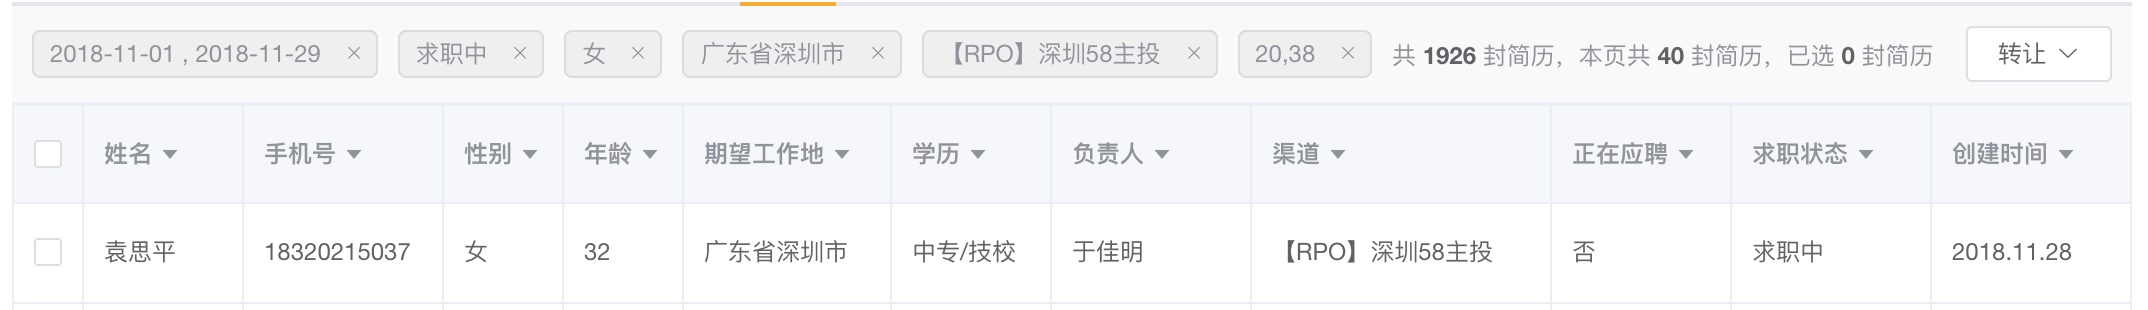 2018-11-01 , 2018-11-29 × 求职中 × 女 × 广东省深圳市 × 【RPO】深圳58主投 × 20,38 × 共 1926 封简历，本页共 40 封简历，已选 0 封简历 转让
姓名 手机号 性别 年龄 期望工作地 学历 负责人 渠道 正在应聘 求职状态 创建时间
袁思平 18320215037 女 32 广东省深圳市 中专/技校 于佳明 【RPO】深圳58主投 否 求职中 2018.11.28